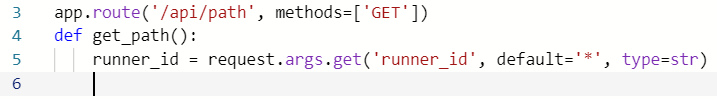 3 app.route('/api/path', methods=['GET'])
4 def get_path():
5 runner_id = request.args.get('runner_id', default='*', type=str)
6